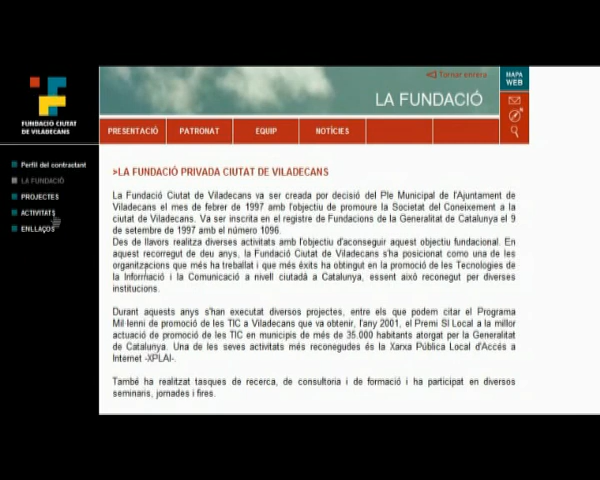 Tornar enrera
MAPA
WEB
LA FUNDACIÓ
FUNDACIÓ CIUTAT
DE VILADECANS
PRESENTACIÓ PATRONAT EQUIP NOTÍCIES
Perfil del contractant
LA FUNDACIÓ
PROJECTES
ACTIVITATS
ENLLAÇOS
>LA FUNDACIÓ PRIVADA CIUTAT DE VILADECANS
La Fundació Ciutat de Viladecans va ser creada per decisió del Ple Municipal de l'Ajuntament de
Viladecans el mes de febrer de 1997 amb l'objectiu de promoure la Societat del Coneixement a la
ciutat de Viladecans. Va ser inscrita en el registre de Fundacions de la Generalitat de Catalunya el 9
de setembre de 1997 amb el número 1096.
Des de llavors realitza diverses activitats amb l'objectiu d'aconseguir aquest objectiu fundacional. En
aquest recorregut de deu anys, la Fundació Ciutat de Viladecans s'ha posicionat como una de les
organitzacions que més ha treballat i que més èxits ha obtingut en la promoció de les Tecnologies de
la Informació i la Comunicació a nivell ciutadà a Catalunya, essent això reconegut per diverses
institucions.
Durant aquests anys s'han executat diversos projectes, entre els que podem citar el Programa
Mil·lenni de promoció de les TIC a Viladecans que va obtenir, l'any 2001, el Premi SI Local a la millor
actuació de promoció de les TIC en municipis de més de 35.000 habitants atorgat per la Generalitat
de Catalunya. Una de les seves activitats més reconegudes és la Xarxa Pública Local d'Accés a
Internet -XPLAI-.
També ha realitzat tasques de recerca, de consultoria i de formació i ha participat en diversos
seminaris, jornades i fires.